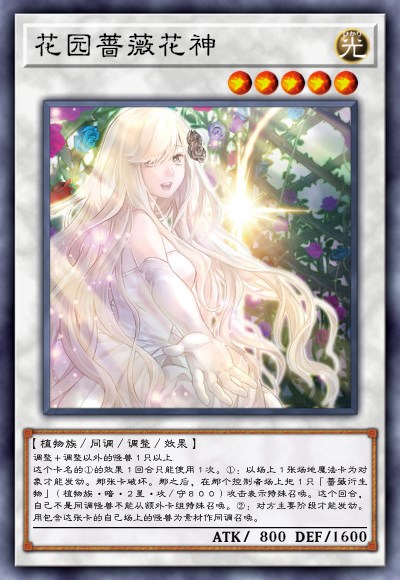 花园蔷薇花神
ひかり
光
【植物族／同调／调整／效果】
调整＋调整以外的怪兽1只以上
这个卡名的①的效果1回合只能使用1次。①：以场上1张场地魔法卡为对
象才能发动。那张卡破坏。那之后，在那个控制者场上把1只「蔷薇衍生
物」（植物族・暗・2星・攻／守800）攻击表示特殊召唤。这个回合，
自己不是同调怪兽不能从额外卡组特殊召唤。②：对方主要阶段才能发动。
用包含这张卡的自己场上的怪兽为素材作同调召唤。
ATK/ 800 DEF/1600